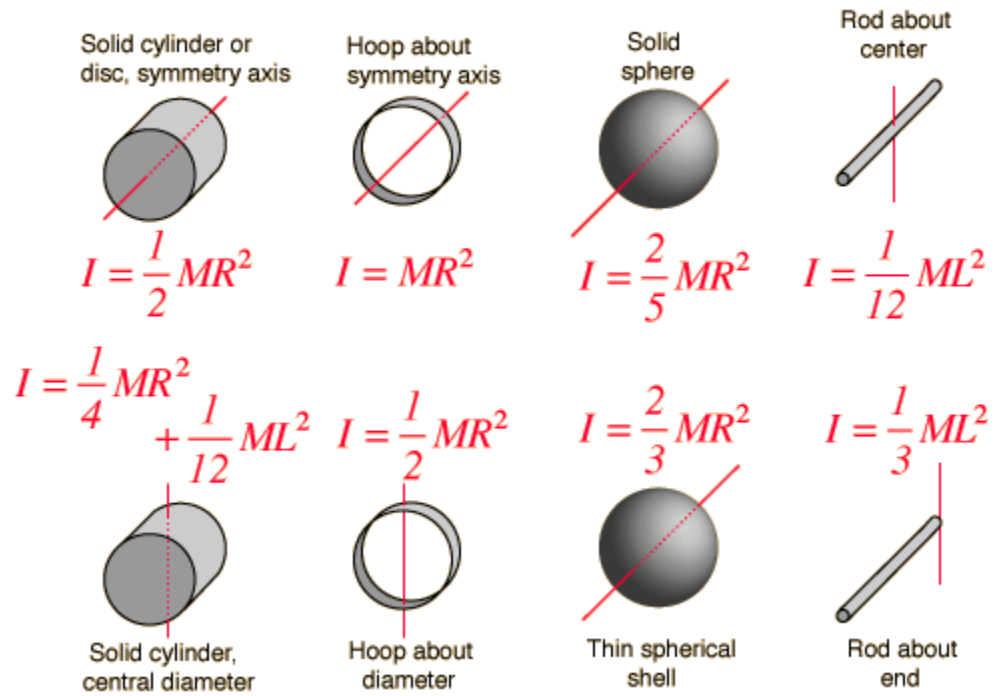 Solid cylinder or
disc, symmetry axis
I = 1/2 MR²
Hoop about
symmetry axis
I = MR²
Solid
sphere
I = 2/5 MR²
Rod about
center
I = 1/12 ML²
I = 1/4 MR²
+ 1/12 ML²
Solid cylinder,
central diameter
I = 1/2 MR²
Hoop about
diameter
I = 2/3 MR²
Thin spherical
shell
I = 1/3 ML²
Rod about
end